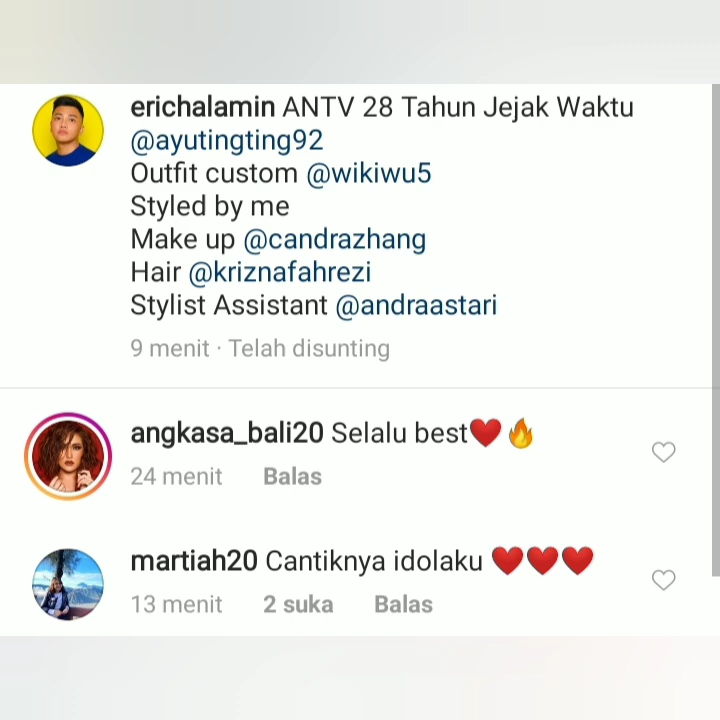 erichalamin ANTV 28 Tahun Jejak Waktu
@ayutingting92
Outfit custom @wikiwu5
Styled by me
Make up @candrazhang
Hair @kriznafahrezi
Stylist Assistant @andraastari
9 menit · Telah disunting
angkasa_bali20 Selalu best❤️🔥
24 menit Balas
martiah20 Cantiknya idolaku ❤️❤️❤️
13 menit 2 suka Balas